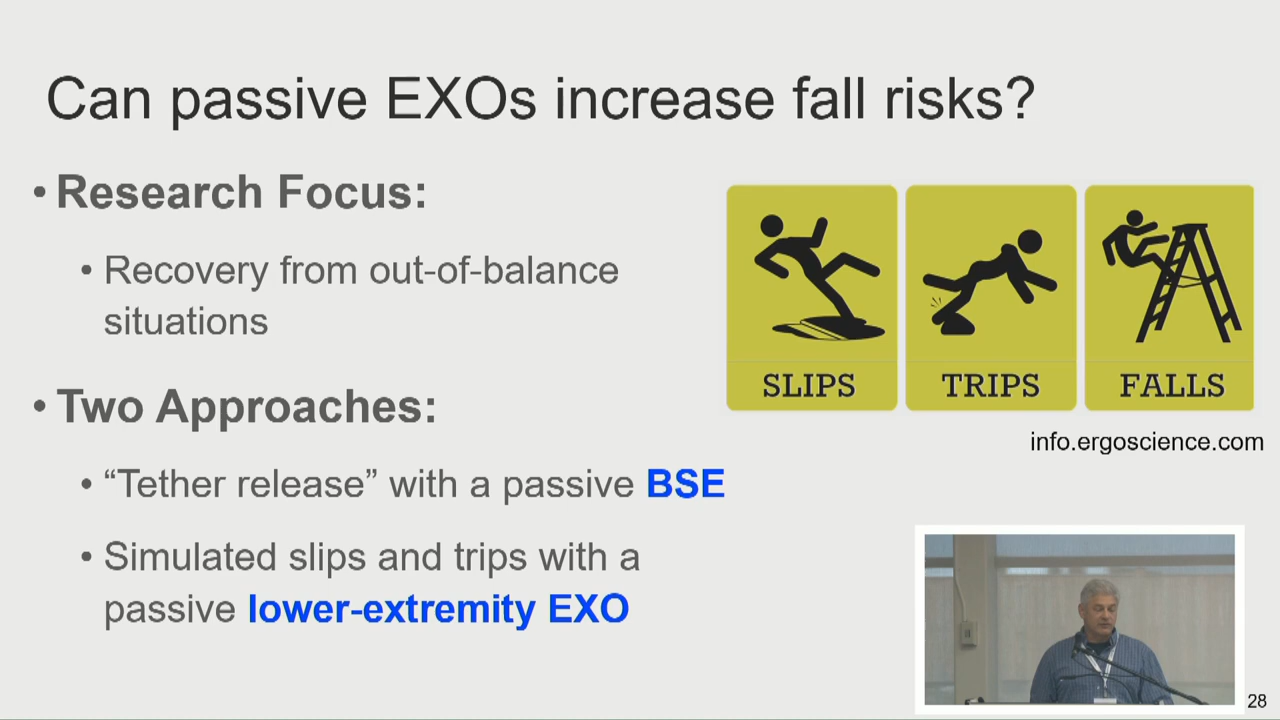 Can passive EXOs increase fall risks?
• Research Focus:
• Recovery from out-of-balance
situations
• Two Approaches:
• “Tether release” with a passive BSE
• Simulated slips and trips with a
passive lower-extremity EXO
SLIPS
TRIPS
FALLS
info.ergoscience.com
28